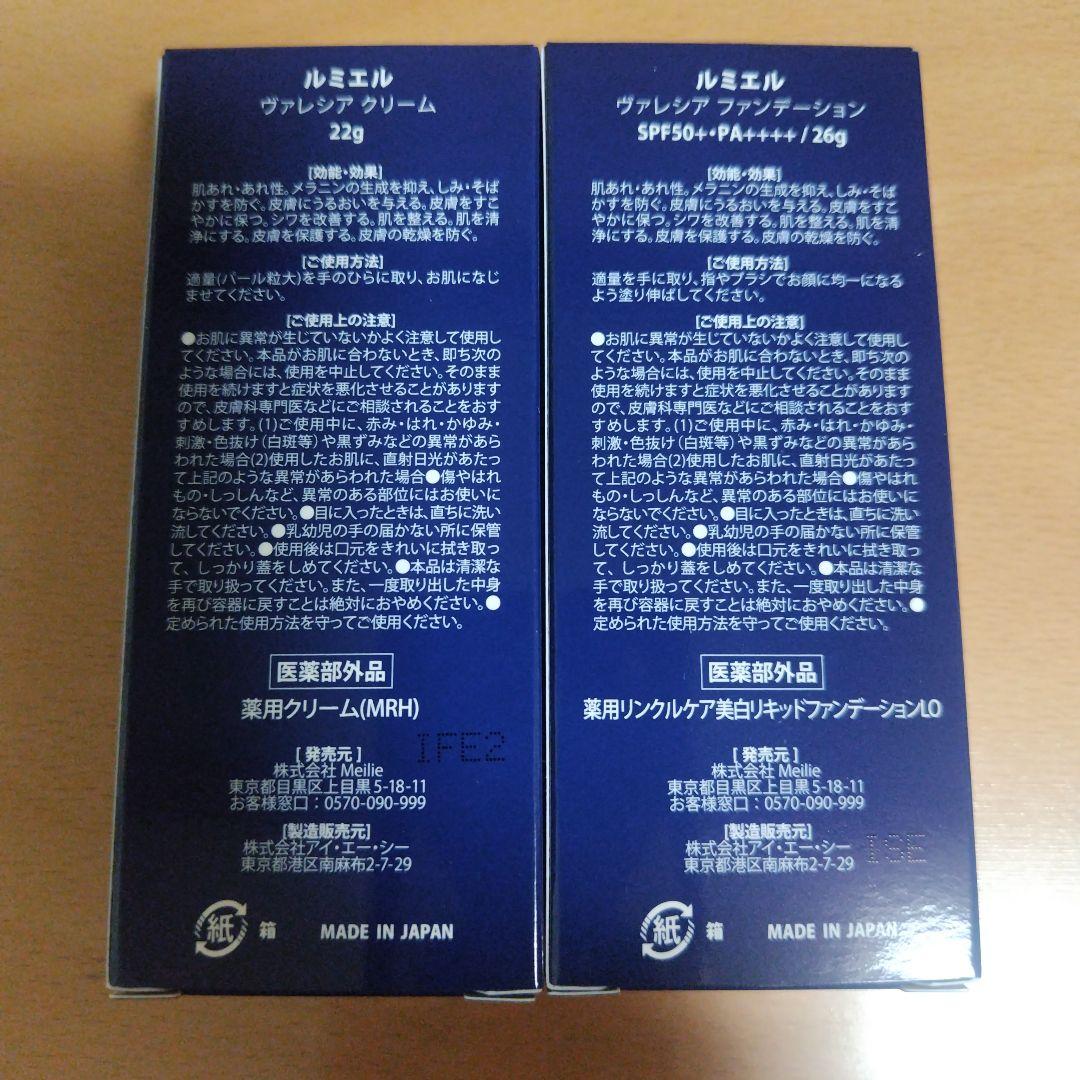 ルミエル
ヴァレシア クリーム
22g
[効能・効果]
肌あれ・あれ性。メラニンの生成を抑え、しみ・そば
かすを防ぐ。皮膚にうるおいを与える。皮膚をすこ
やかに保つ。シワを改善する。肌を整える。肌を清
浄にする。皮膚を保護する。皮膚の乾燥を防ぐ。
[ご使用方法]
適量(パール粒大)を手のひらに取り、お肌になじ
ませてください。
[ご使用上の注意]
●お肌に異常が生じていないかよく注意して使用し
てください。本品がお肌に合わないとき、即ち次の
ような場合には、使用を中止してください。そのまま
使用を続けますと症状を悪化させることがあります
ので、皮膚科専門医などにご相談されることをおす
すめします。(1)ご使用中に、赤み・はれ・かゆみ・
刺激・色抜け(白斑等)や黒ずみなどの異常があら
われた場合(2)使用したお肌に、直射日光があたっ
て上記のような異常があらわれた場合●傷やはれ
もの・しっしんなど、異常のある部位にはお使いに
ならないでください。●目に入ったときは、直ちに洗い
流してください。●乳幼児の手の届かない所に保管
してください。●使用後は口元をきれいに拭き取っ
て、しっかり蓋をしめてください。●本品は清潔な
手で取り扱ってください。また、一度取り出した中身
を再び容器に戻すことは絶対におやめください。●
定められた使用方法を守ってご使用ください。
医薬部外品
薬用クリーム(MRH)
IFE2
[発売元]
株式会社 Meilie
東京都目黒区上目黒5-18-11
お客様窓口：0570-090-999
[製造販売元]
株式会社アイ・エー・シー
東京都港区南麻布2-7-29
紙 箱 MADE IN JAPAN
ルミエル
ヴァレシア ファンデーション
SPF50+・PA++++ / 26g
[効能・効果]
肌あれ・あれ性。メラニンの生成を抑え、しみ・そば
かすを防ぐ。皮膚にうるおいを与える。皮膚をすこ
やかに保つ。シワを改善する。肌を整える。肌を清
浄にする。皮膚を保護する。皮膚の乾燥を防ぐ。
[ご使用方法]
適量を手に取り、指やブラシでお顔に均一になる
よう塗り伸ばしてください。
[ご使用上の注意]
●お肌に異常が生じていないかよく注意して使用し
てください。本品がお肌に合わないとき、即ち次の
ような場合には、使用を中止してください。そのまま
使用を続けますと症状を悪化させることがあります
ので、皮膚科専門医などにご相談されることをおす
すめします。(1)ご使用中に、赤み・はれ・かゆみ・
刺激・色抜け(白斑等)や黒ずみなどの異常があら
われた場合(2)使用したお肌に、直射日光があたっ
て上記のような異常があらわれた場合●傷やはれ
もの・しっしんなど、異常のある部位にはお使いに
ならないでください。●目に入ったときは、直ちに洗い
流してください。●乳幼児の手の届かない所に保管
してください。●使用後は口元をきれいに拭き取っ
て、しっかり蓋をしめてください。●本品は清潔な
手で取り扱ってください。また、一度取り出した中身
を再び容器に戻すことは絶対におやめください。●
定められた使用方法を守ってご使用ください。
医薬部外品
薬用リンクルケア美白リキッドファンデーションLO
[発売元]
株式会社 Meilie
東京都目黒区上目黒5-18-11
お客様窓口：0570-090-999
[製造販売元]
株式会社アイ・エー・シー
東京都港区南麻布2-7-29
ISE
紙 箱 MADE IN JAPAN